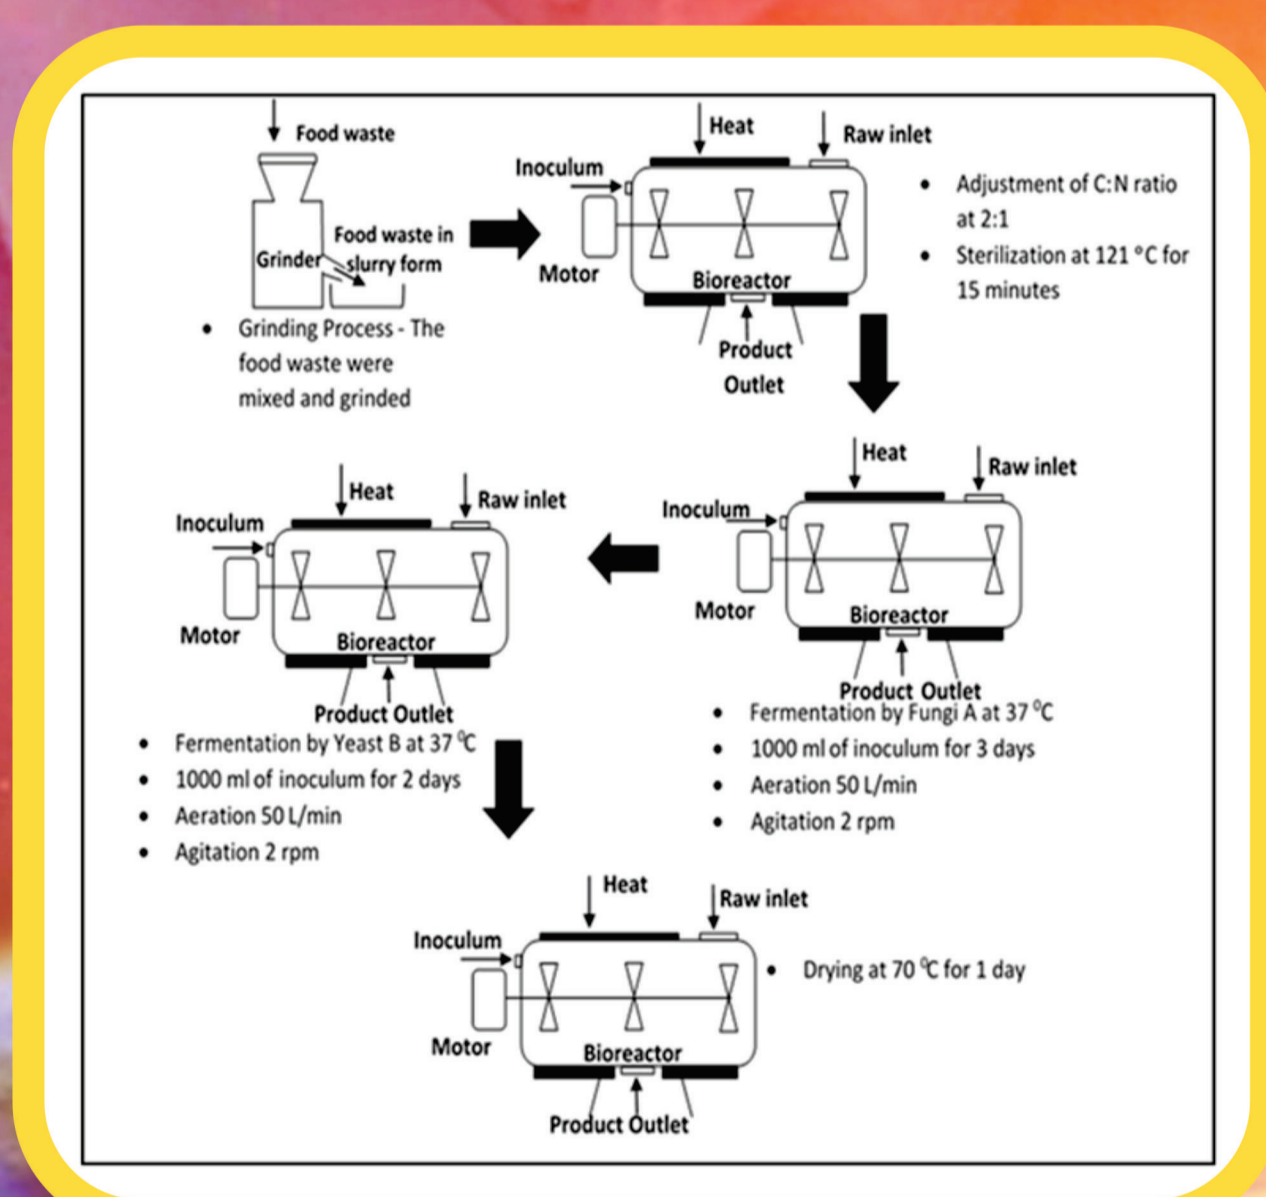 Food waste
Grinder
Food waste in
slurry form
• Grinding Process - The
food waste were
mixed and grinded
Heat
Raw inlet
Inoculum
Motor
Bioreactor
Product
Outlet
• Adjustment of C:N ratio
at 2:1
• Sterilization at 121 °C for
15 minutes
Heat
Raw inlet
Inoculum
Motor
Bioreactor
Product Outlet
• Fermentation by Fungi A at 37 ⁰C
• 1000 ml of inoculum for 3 days
• Aeration 50 L/min
• Agitation 2 rpm
Heat
Raw inlet
Inoculum
Motor
Bioreactor
Product Outlet
• Fermentation by Yeast B at 37 ⁰C
• 1000 ml of inoculum for 2 days
• Aeration 50 L/min
• Agitation 2 rpm
Heat
Raw inlet
Inoculum
Motor
Bioreactor
Product Outlet
• Drying at 70 ⁰C for 1 day